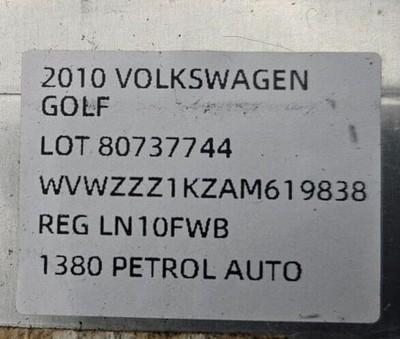 2010 VOLKSWAGEN
GOLF
LOT 80737744
WVWZZZ1KZAM619838
REG LN10FWB
1380 PETROL AUTO